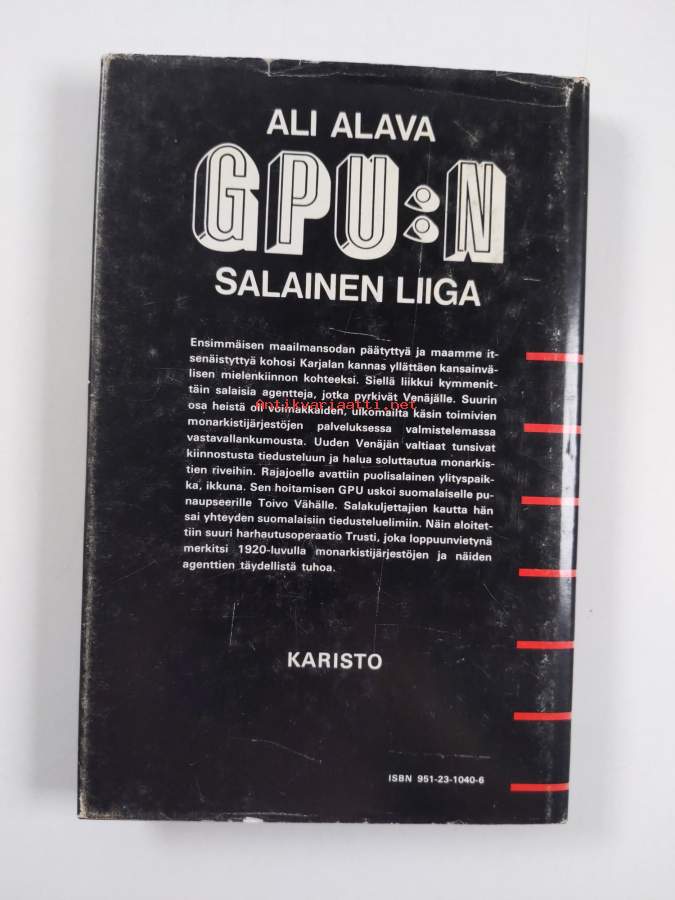 ALI ALAVA
GPU:N
SALAINEN LIIGA
Ensimmäisen maailmansodan päätyttyä ja maamme it-
senäistyttyä kohosi Karjalan kannas yllättäen kansainvä-
lisen mielenkiinnon kohteeksi. Siellä liikkui kymmenit-
täin salaisia agentteja, jotka pyrkivät Venäjälle. Suurin
osa heistä oli voimakkaiden, ulkomailta käsin toimivien
Antikvariaatti.net
monarkistijärjestöjen palveluksessa valmistelemassa
vastavallankumousta. Uuden Venäjän valtiaat tunsivat
kiinnostusta tiedusteluun ja halua soluttautua monarkis-
tien riveihin. Rajajoelle avattiin puolisalainen ylityspaik-
ka, ikkuna. Sen hoitamisen GPU uskoi suomalaiselle pu-
naupseerille Toivo Vähälle. Salakuljettajien kautta hän
sai yhteyden suomalaisiin tiedusteluelimiin. Näin aloitet-
tiin suuri harhautusoperaatio Trusti, joka loppuunvietynä
merkitsi 1920-luvulla monarkistijärjestöjen ja näiden
agenttien täydellistä tuhoa.
KARISTO
ISBN 951-23-1040-6